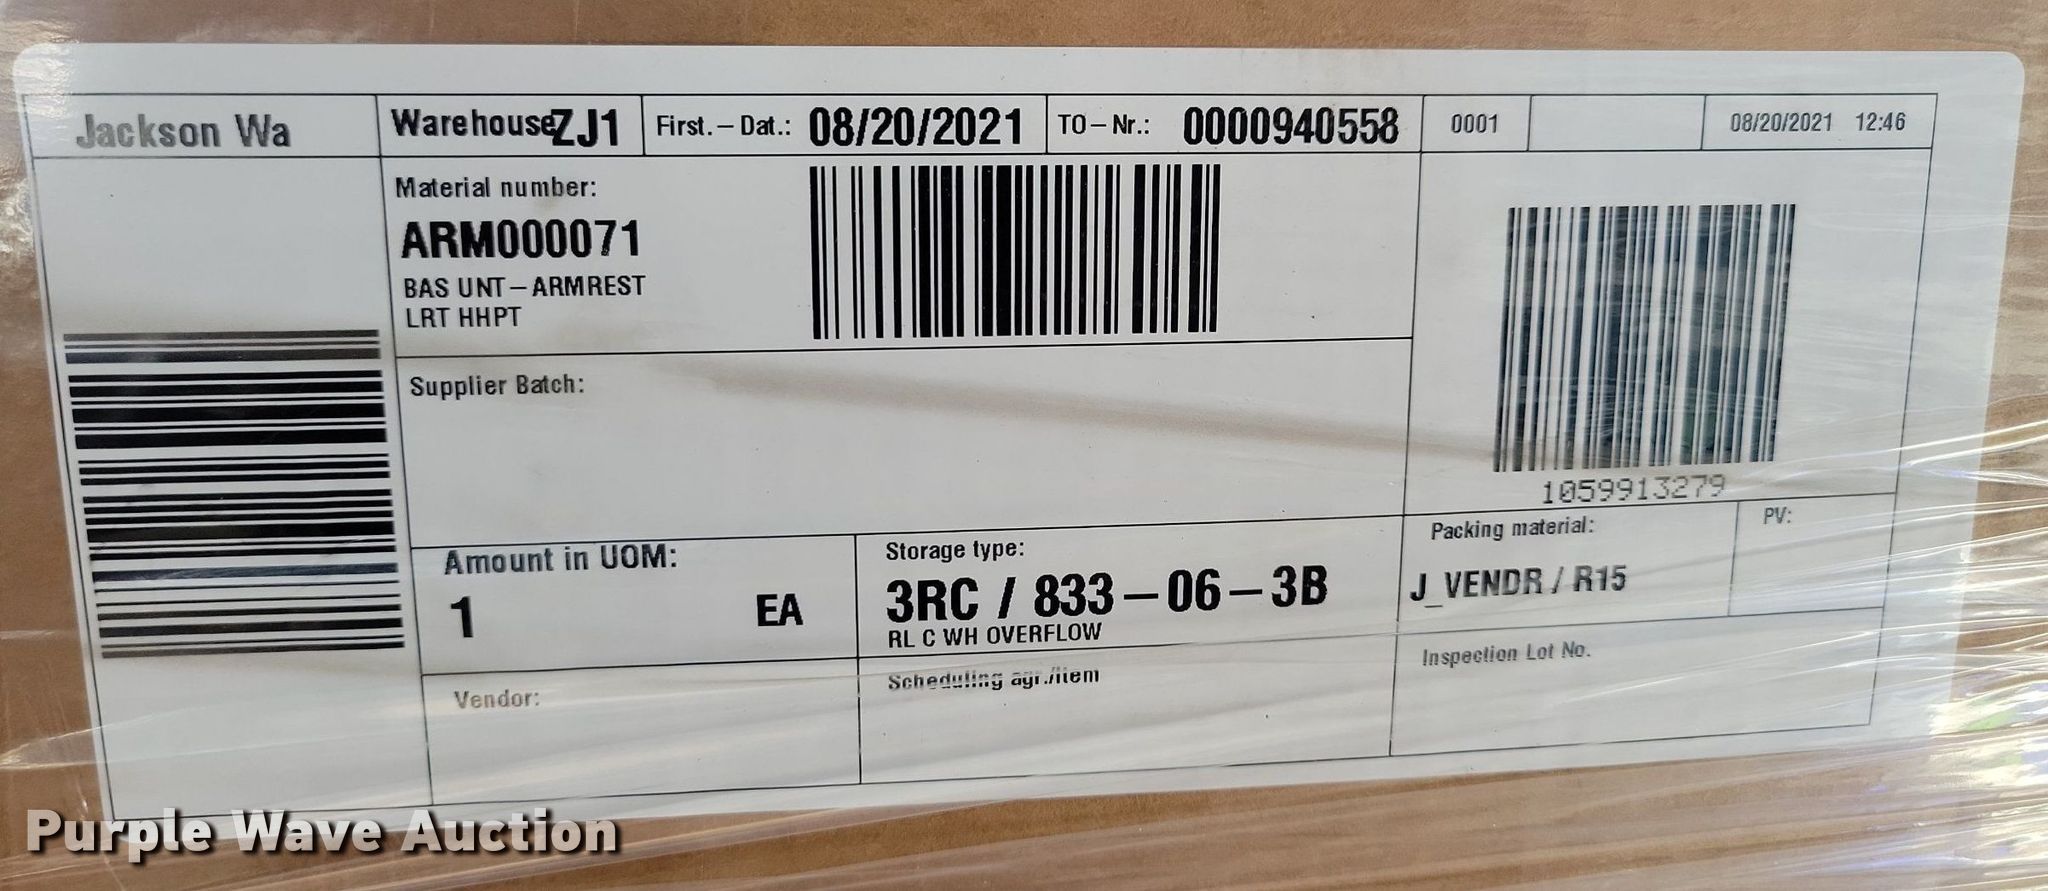 Jackson Wa
Warehouse ZJ1
First.-Dat.: 08/20/2021
TO-Nr.: 0000940558
0001
08/20/2021 12:46
Material number:
ARM000071
BAS UNT-ARMREST
LRT HHPT
1059913279
Supplier Batch:
Amount in UOM:
1 EA
Storage type:
3RC / 833-06-3B
RL C WH OVERFLOW
Packing material:
J_VENDR / R15
PV:
Vendor:
Scheduling agr./item
Inspection Lot No.
Purple Wave Auction